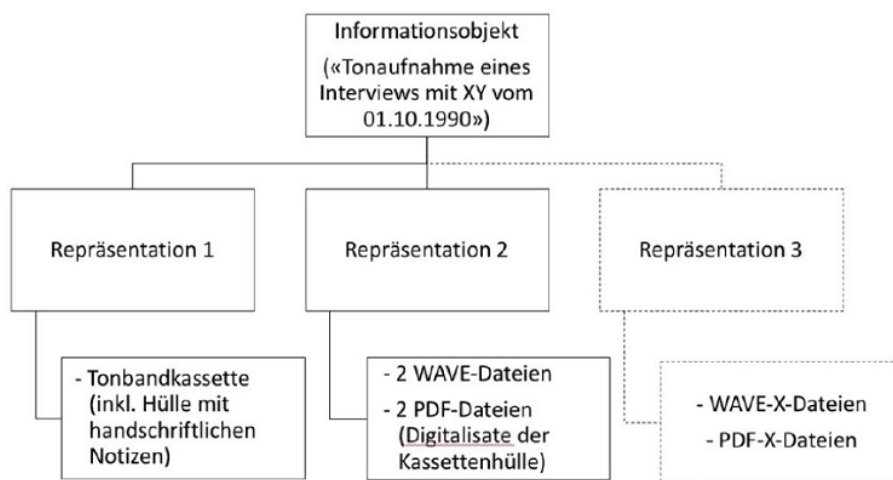 Informationsobjekt
(«Tonaufnahme eines
Interviews mit XY vom
01.10.1990»)
Repräsentation 1
Repräsentation 2
Repräsentation 3
- Tonbandkassette
(inkl. Hülle mit
handschriftlichen
Notizen)
- 2 WAVE-Dateien
- 2 PDF-Dateien
(Digitalisate der
Kassettenhülle)
- WAVE-X-Dateien
- PDF-X-Dateien